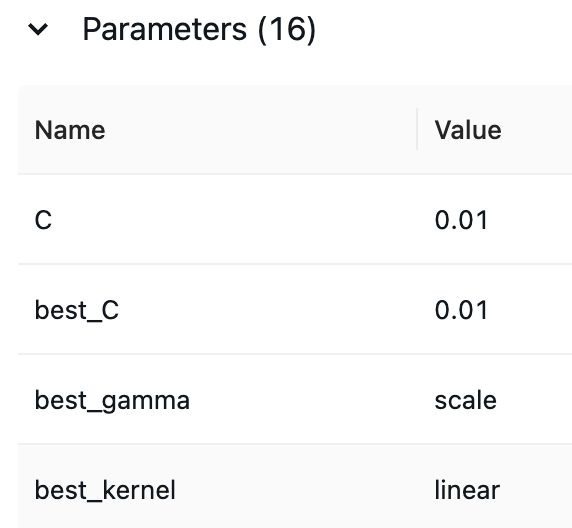 Parameters (16)
Name Value
C 0.01
best_C 0.01
best_gamma scale
best_kernel linear